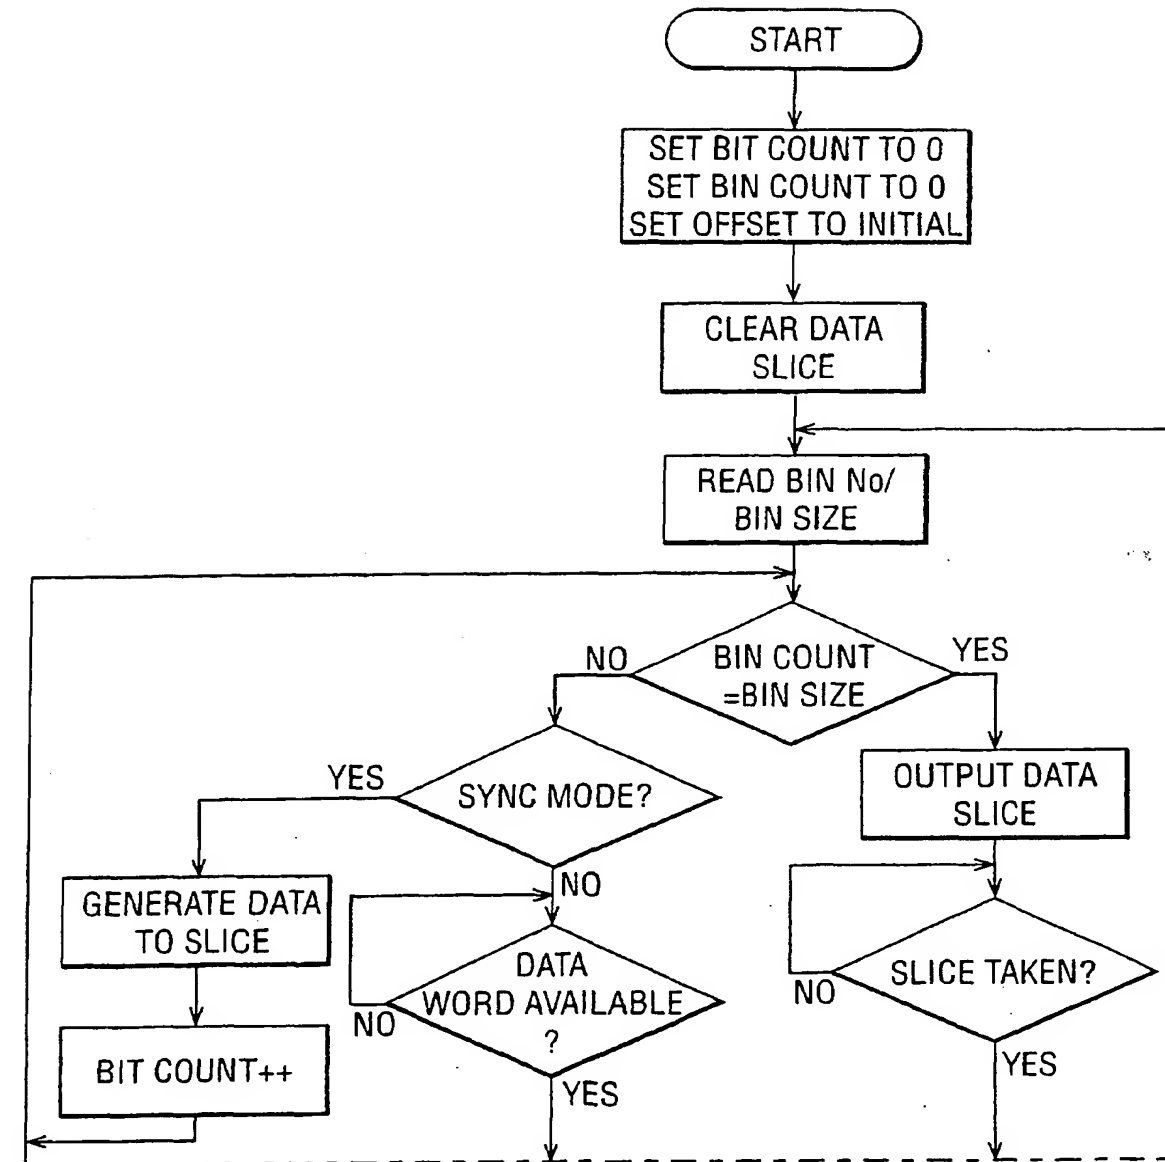 START
SET BIT COUNT TO 0
SET BIN COUNT TO 0
SET OFFSET TO INITIAL
CLEAR DATA
SLICE
READ BIN No/
BIN SIZE
NO
BIN COUNT
=BIN SIZE
YES
YES
SYNC MODE?
NO
OUTPUT DATA
SLICE
GENERATE DATA
TO SLICE
DATA
WORD AVAILABLE
?
NO
YES
SLICE TAKEN?
NO
YES
BIT COUNT++